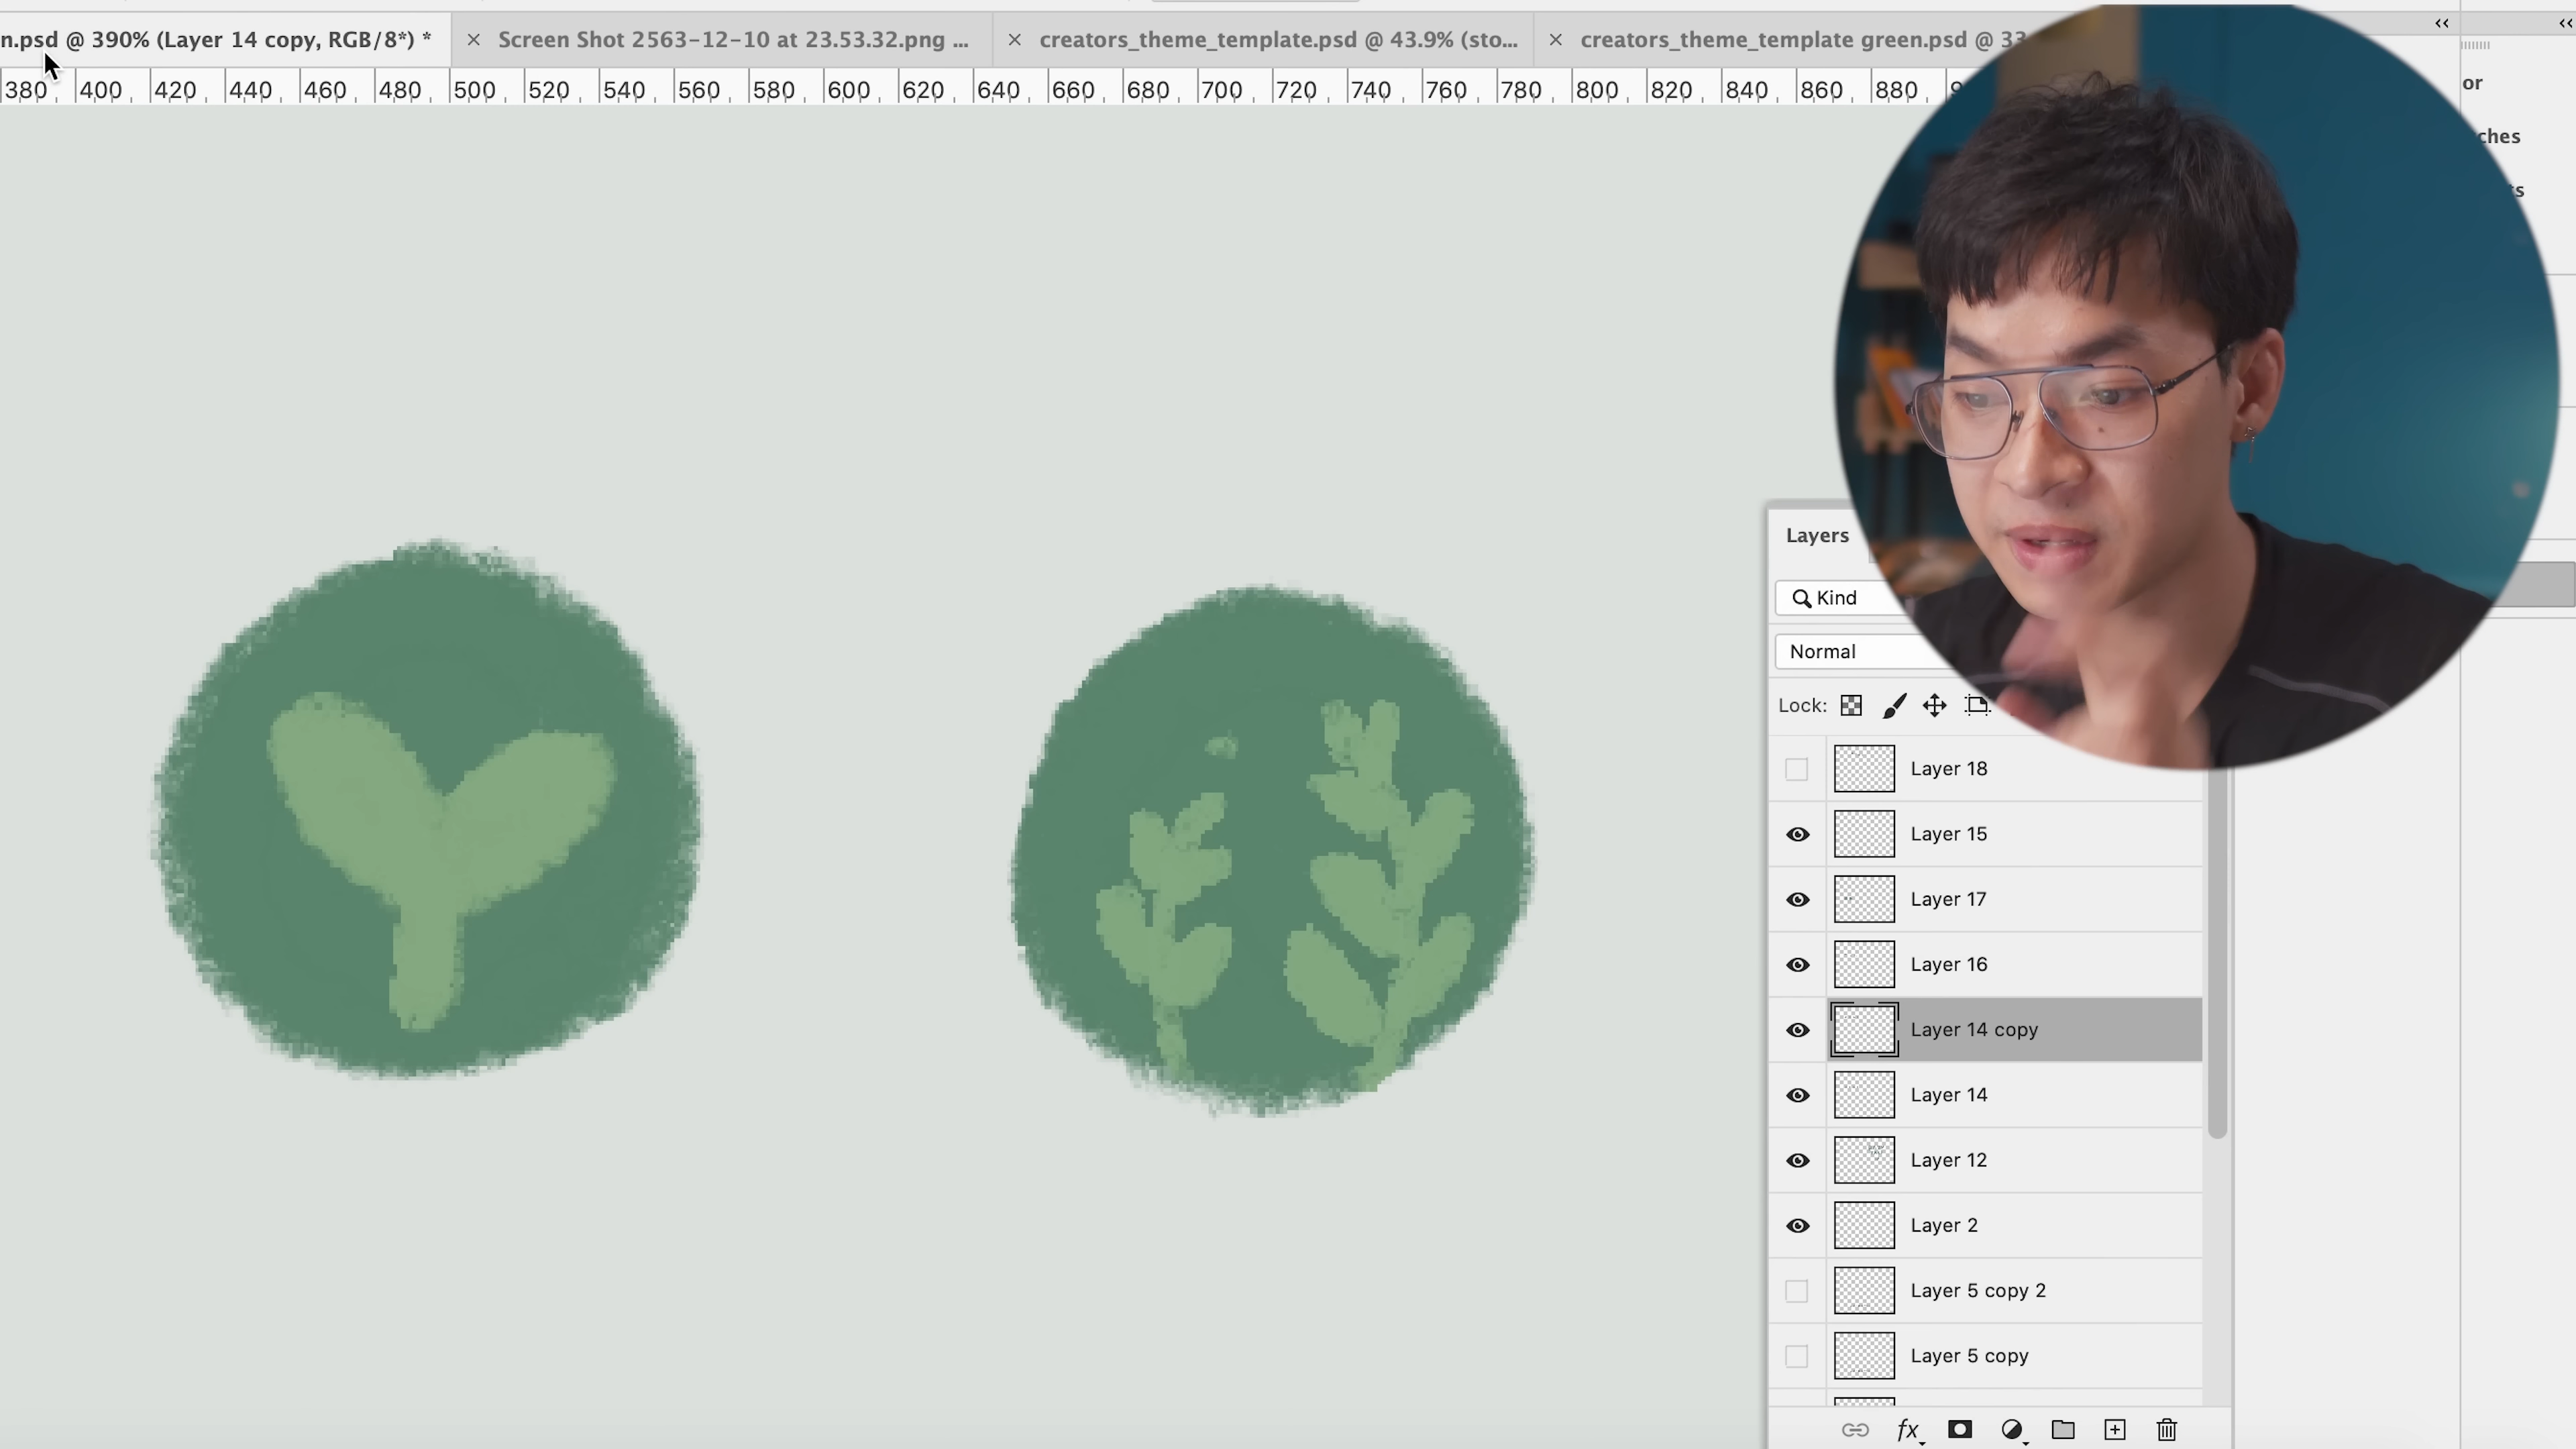 n.psd @ 390% (Layer 14 copy, RGB/8*) *
Screen Shot 2563-12-10 at 23.53.32.png ...
creators_theme_template.psd @ 43.9% (sto...
creators_theme_template green.psd @ 33
380 400 420 440 460 480 500 520 540 560 580 600 620 640 660 680 700 720 740 760 780 800 820 840 860 880
or
ches
Layers
Kind
Normal
Lock:
Layer 18
Layer 15
Layer 17
Layer 16
Layer 14 copy
Layer 14
Layer 12
Layer 2
Layer 5 copy 2
Layer 5 copy
fx